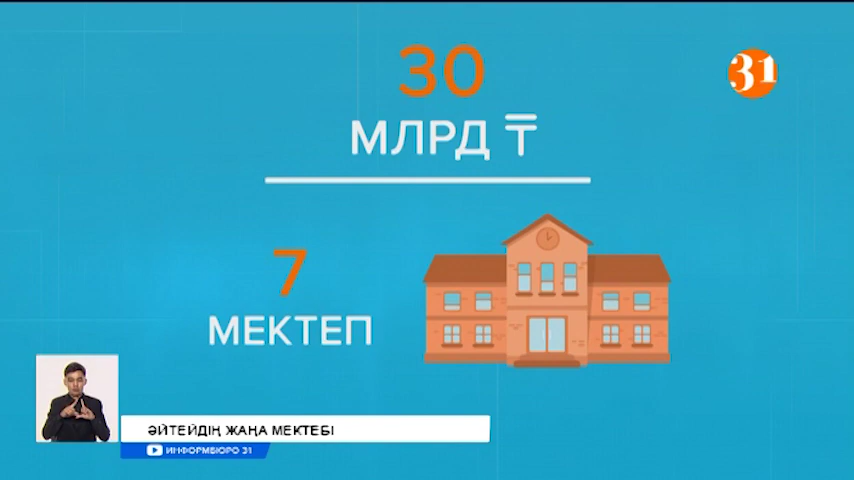 30
31
МЛРД ₸
7
МЕКТЕП
ӘЙТЕЙДІҢ ЖАҢА МЕКТЕБІ
ИНФОРМБЮРО 31